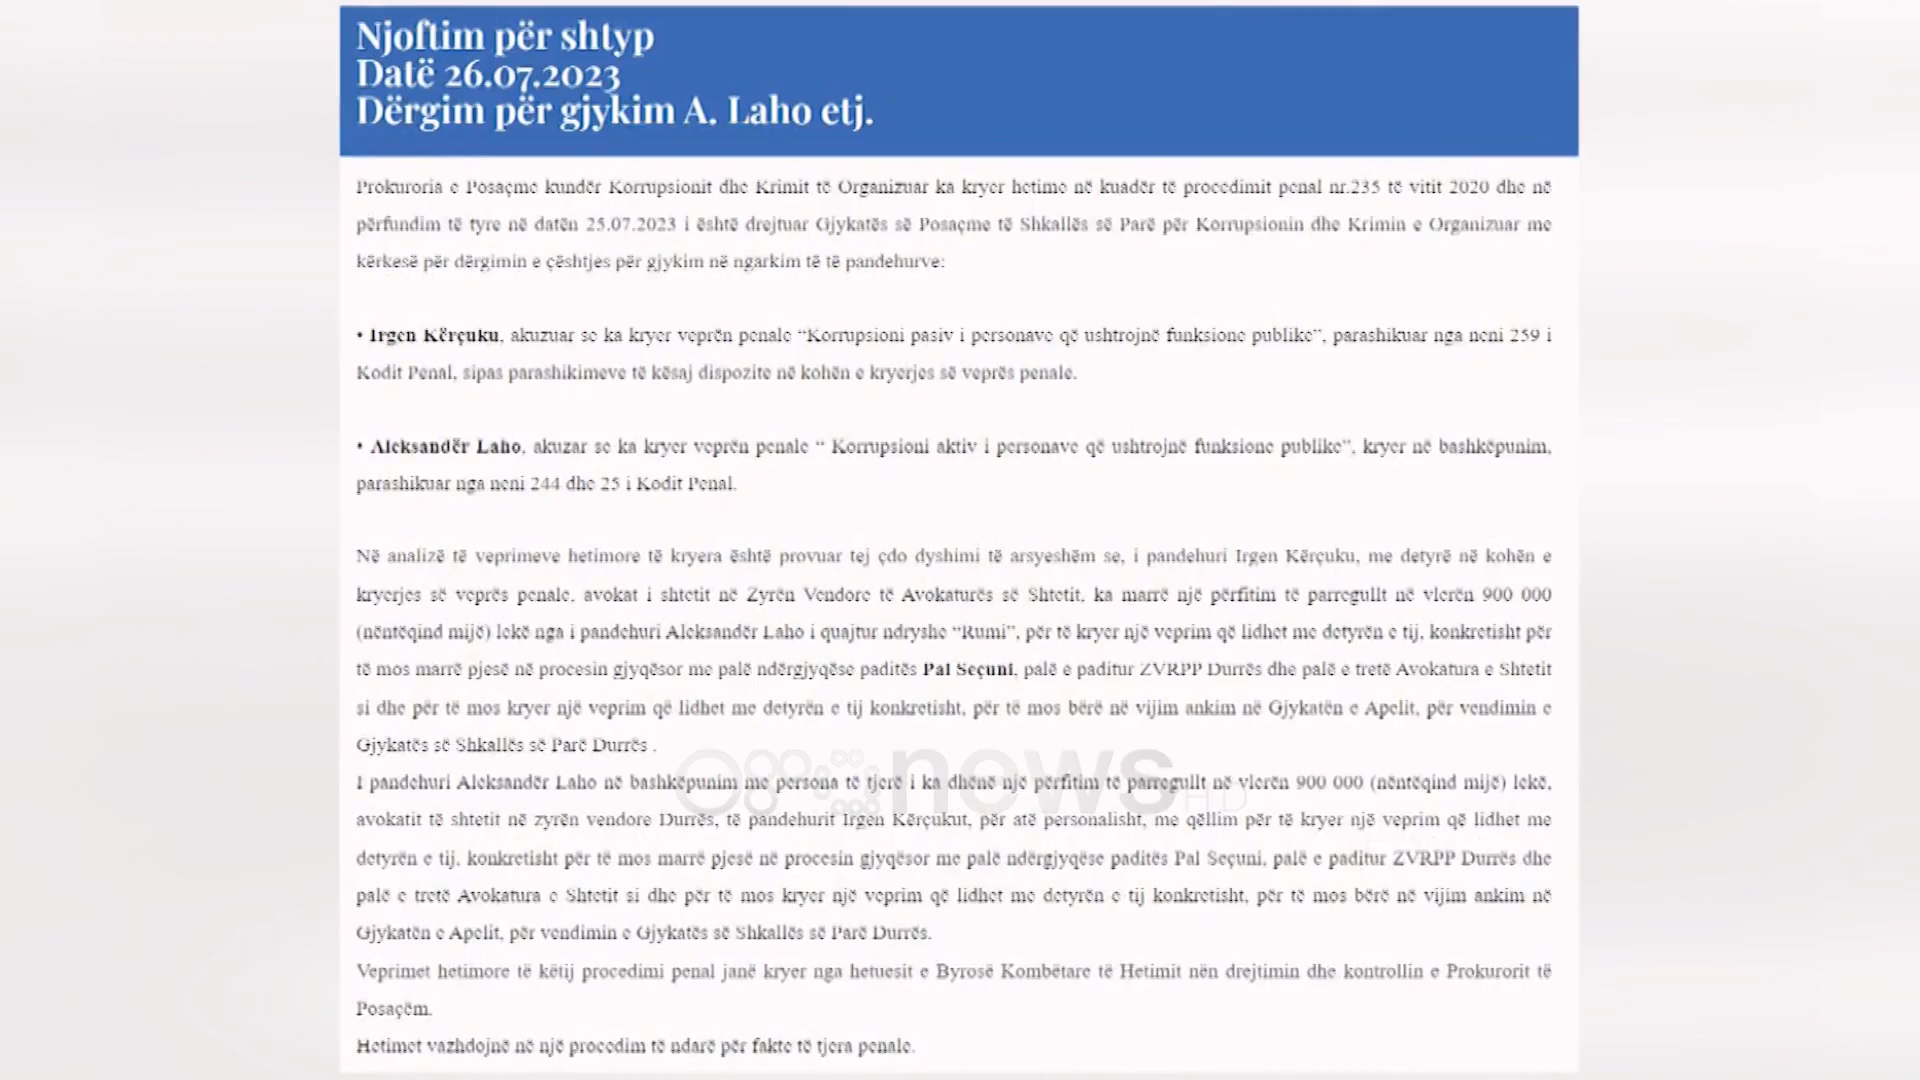 Njoftim për shtyp
Datë 26.07.2023
Dërgim për gjykim A. Laho etj.
Prokuroria e Posaçme kundër Korrupsionit dhe Krimit të Organizuar ka kryer hetime në kuadër të procedimit penal nr.235 të vitit 2020 dhe në
përfundim të tyre në datën 25.07.2023 i është drejtuar Gjykatës së Posaçme të Shkallës së Parë për Korrupsionin dhe Krimin e Organizuar me
kërkesë për dërgimin e çështjes për gjykim në ngarkim të të pandehurve:
• Irgen Kërçuku, akuzuar se ka kryer veprën penale “Korrupsioni pasiv i personave që ushtrojnë funksione publike”, parashikuar nga neni 259 i
Kodit Penal, sipas parashikimeve të kësaj dispozite në kohën e kryerjes së veprës penale.
• Aleksandër Laho, akuzar se ka kryer veprën penale “ Korrupsioni aktiv i personave që ushtrojnë funksione publike”, kryer në bashkëpunim,
parashikuar nga neni 244 dhe 25 i Kodit Penal.
Në analizë të veprimeve hetimore të kryera është provuar tej çdo dyshimi të arsyeshëm se, i pandehuri Irgen Kërçuku, me detyrë në kohën e
kryerjes së veprës penale, avokat i shtetit në Zyrën Vendore të Avokaturës së Shtetit, ka marrë një përfitim të parregullt në vlerën 900 000
(nëntëqind mijë) lekë nga i pandehuri Aleksandër Laho i quajtur ndryshe “Rumi”, për të kryer një veprim që lidhet me detyrën e tij, konkretisht për
të mos marrë pjesë në procesin gjyqësor me palë ndërgjyqëse paditës Pal Seçuni, palë e paditur ZVRPP Durrës dhe palë e tretë Avokatura e Shtetit
si dhe për të mos kryer një veprim që lidhet me detyrën e tij konkretisht, për të mos bërë në vijim ankim në Gjykatën e Apelit, për vendimin e
Gjykatës së Shkallës së Parë Durrës .
I pandehuri Aleksandër Laho në bashkëpunim me persona të tjerë i ka dhënë një përfitim të parregullt në vlerën 900 000 (nëntëqind mijë) lekë,
avokatit të shtetit në zyrën vendore Durrës, të pandehurit Irgen Kërçukut, për atë personalisht, me qëllim për të kryer një veprim që lidhet me
detyrën e tij, konkretisht për të mos marrë pjesë në procesin gjyqësor me palë ndërgjyqëse paditës Pal Seçuni, palë e paditur ZVRPP Durrës dhe
palë e tretë Avokatura e Shtetit si dhe për të mos kryer një veprim që lidhet me detyrën e tij konkretisht, për të mos bërë në vijim ankim në
Gjykatën e Apelit, për vendimin e Gjykatës së Shkallës së Parë Durrës.
Veprimet hetimore të këtij procedimi penal janë kryer nga hetuesit e Byrosë Kombëtare të Hetimit nën drejtimin dhe kontrollin e Prokurorit të
Posaçëm.
Hetimet vazhdojnë në një procedim të ndarë për fakte të tjera penale.
news HD